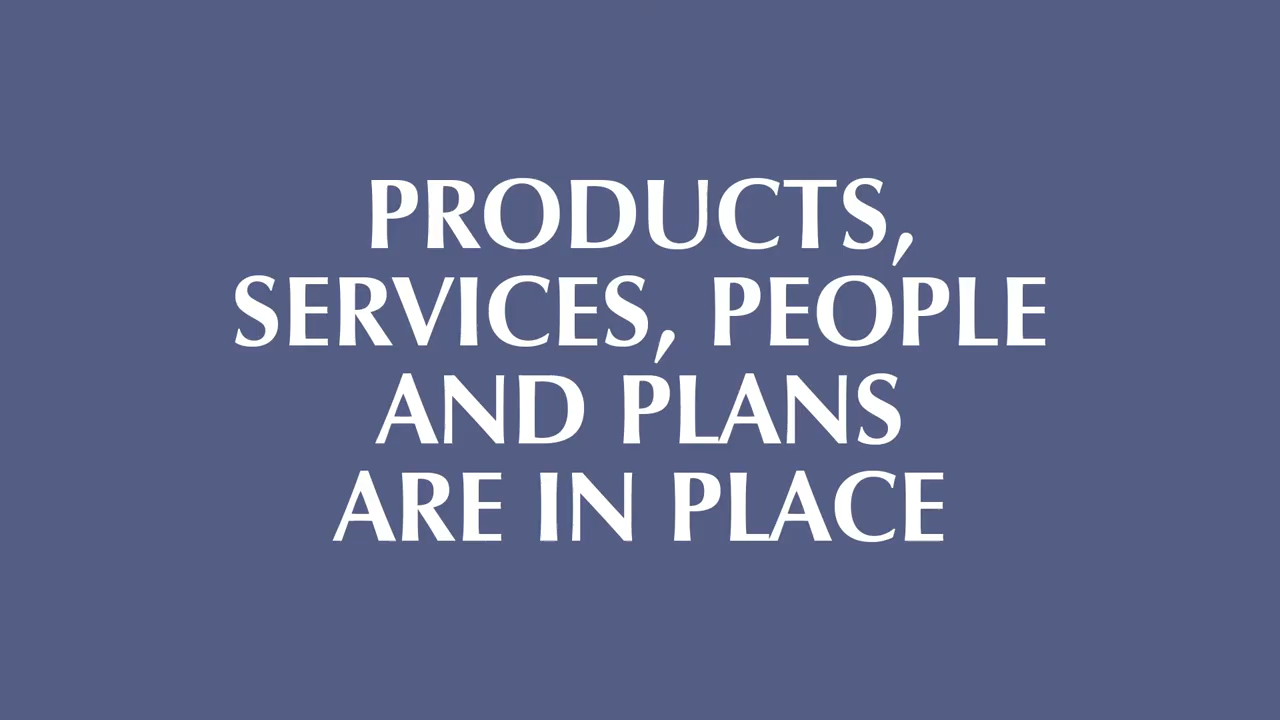 PRODUCTS,
SERVICES, PEOPLE
AND PLANS
ARE IN PLACE